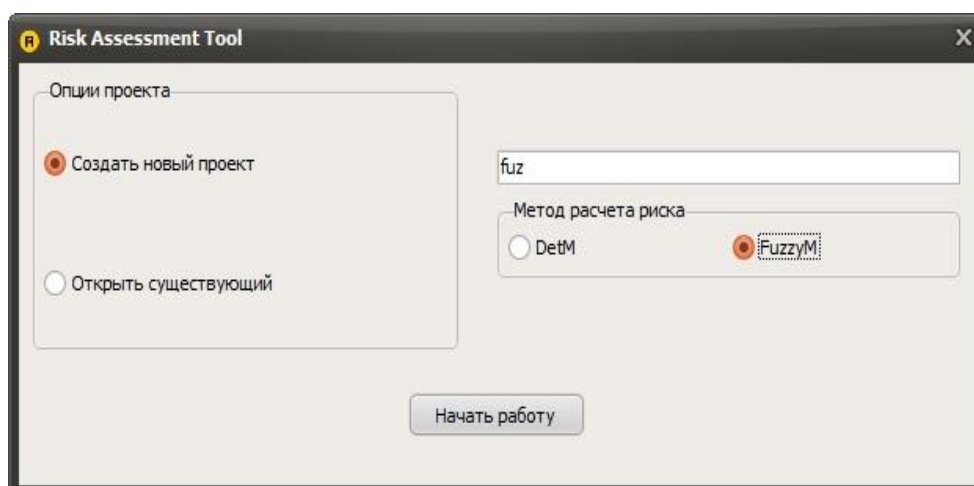 Risk Assessment Tool
Опции проекта
Создать новый проект
Открыть существующий
fuz
Метод расчета риска
DetM
FuzzyM
Начать работу